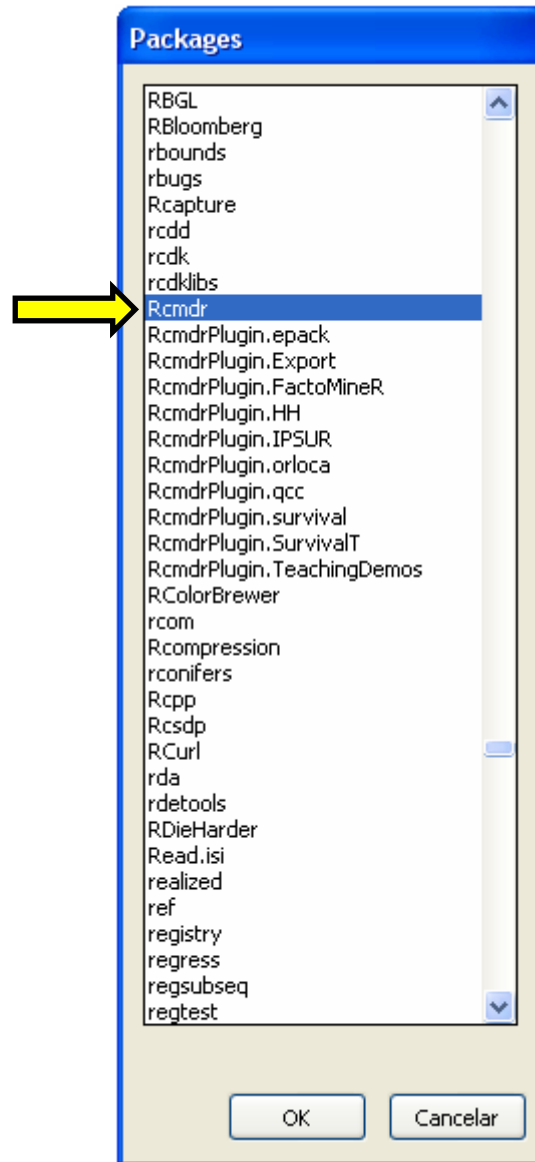 Packages
RBGL
RBloomberg
rbounds
rbugs
Rcapture
rcdd
rcdk
rcdklibs
Rcmdr
RcmdrPlugin.epack
RcmdrPlugin.Export
RcmdrPlugin.FactoMineR
RcmdrPlugin.HH
RcmdrPlugin.IPSUR
RcmdrPlugin.orloca
RcmdrPlugin.qcc
RcmdrPlugin.survival
RcmdrPlugin.SurvivalT
RcmdrPlugin.TeachingDemos
RColorBrewer
rcom
Rcompression
rconifers
Rcpp
Rcsdp
RCurl
rda
rdetools
RDieHarder
Read.isi
realized
ref
registry
regress
regsubseq
regtest
OK Cancelar